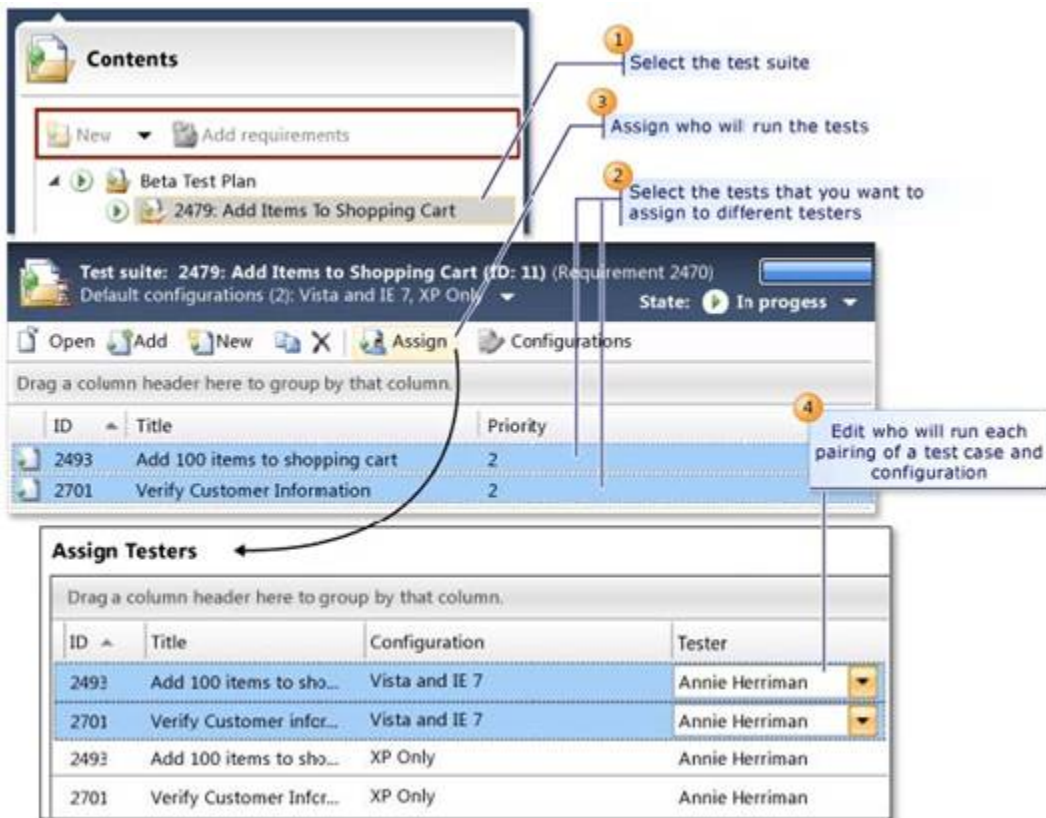 Contents
1
Select the test suite
3
Assign who will run the tests
New Add requirements
2
Select the tests that you want to
assign to different testers
Beta Test Plan
2479: Add Items To Shopping Cart
Test suite: 2479: Add Items to Shopping Cart (ID: 11) (Requirement 2470)
Default configurations (2): Vista and IE 7, XP Only
State: In progess
Open Add New Assign Configurations
Drag a column header here to group by that column.
ID Title Priority
2493 Add 100 items to shopping cart 2
2701 Verify Customer Information 2
4
Edit who will run each
pairing of a test case and
configuration
Assign Testers
Drag a column header here to group by that column.
ID Title Configuration Tester
2493 Add 100 items to sho... Vista and IE 7 Annie Herriman
2701 Verify Customer infor... Vista and IE 7 Annie Herriman
2493 Add 100 items to sho... XP Only Annie Herriman
2701 Verify Customer Infor... XP Only Annie Herriman